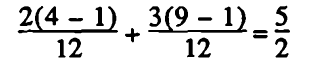 2(4 – 1)/12 + 3(9 – 1)/12 = 5/2